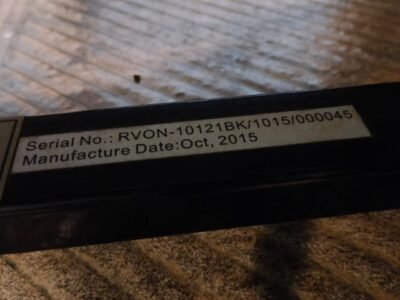 Serial No.: RVON-10121BK/1015/000045
Manufacture Date:Oct, 2015